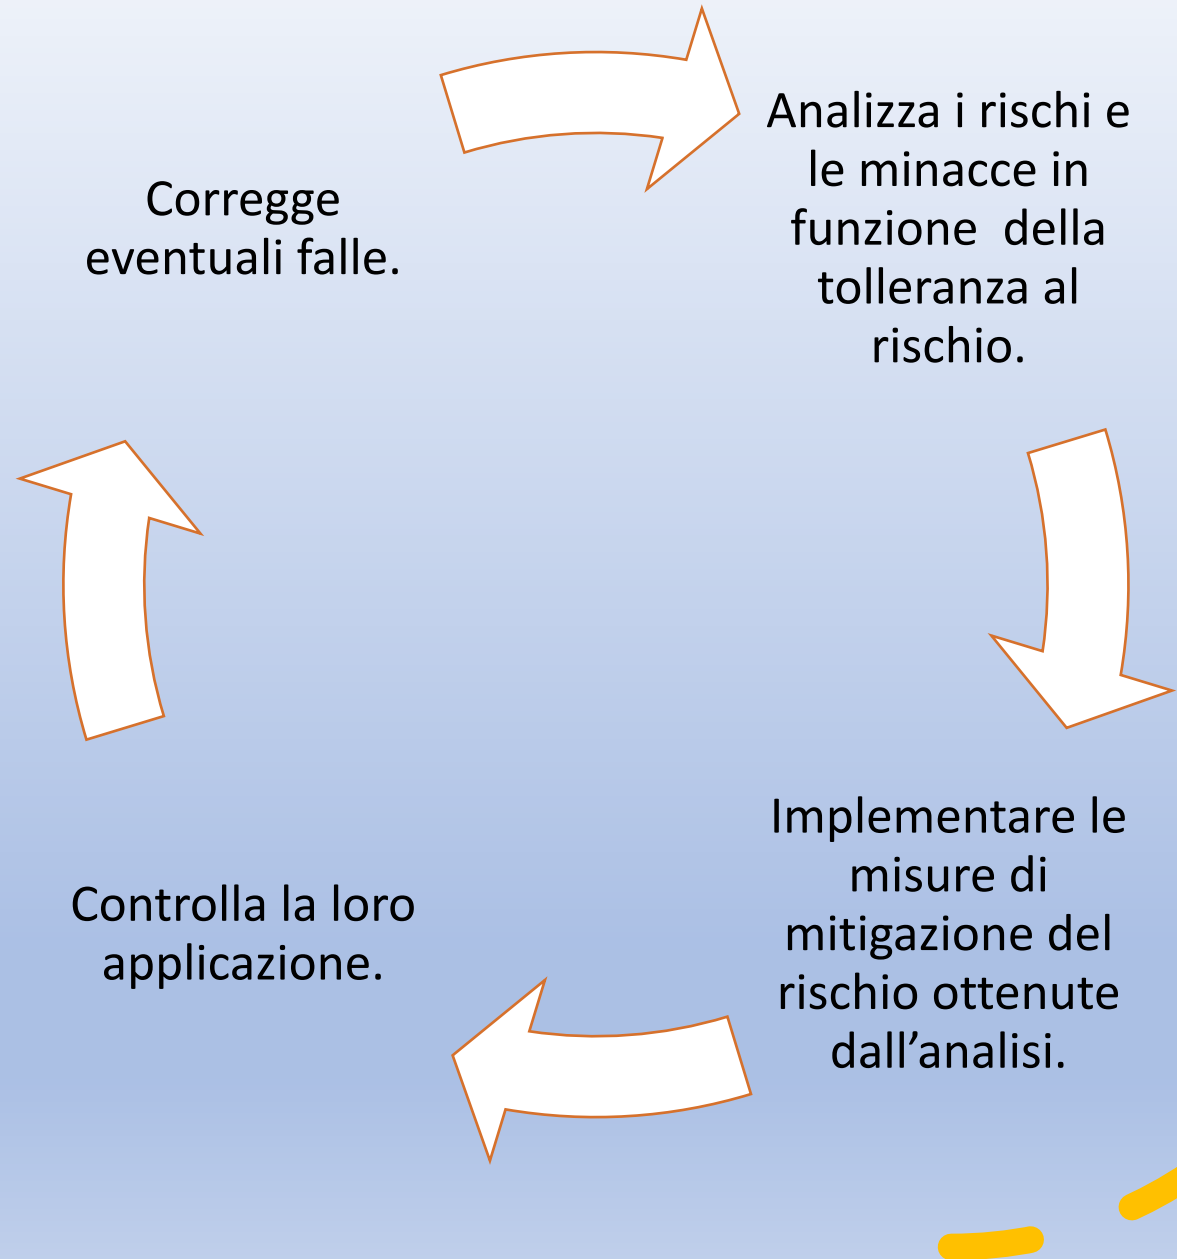 Corregge
eventuali falle.
Analizza i rischi e
le minacce in
funzione  della
tolleranza al
rischio.
Implementare le
misure di
mitigazione del
rischio ottenute
dall’analisi.
Controlla la loro
applicazione.